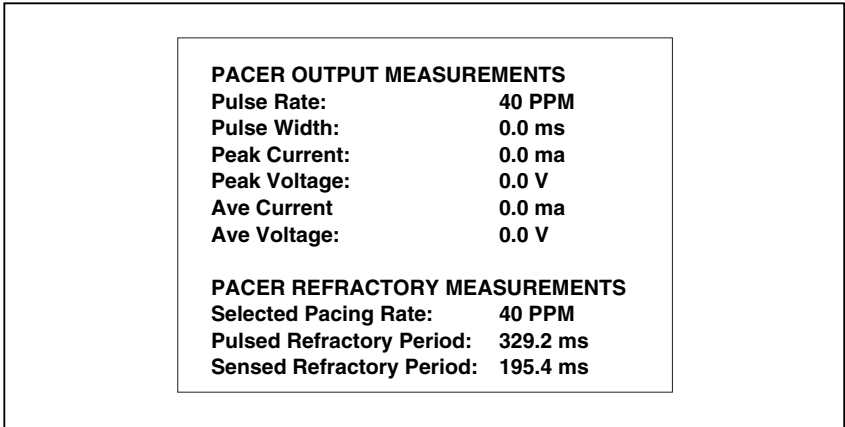 PACER OUTPUT MEASUREMENTS
Pulse Rate: 40 PPM
Pulse Width: 0.0 ms
Peak Current: 0.0 ma
Peak Voltage: 0.0 V
Ave Current 0.0 ma
Ave Voltage: 0.0 V
PACER REFRACTORY MEASUREMENTS
Selected Pacing Rate: 40 PPM
Pulsed Refractory Period: 329.2 ms
Sensed Refractory Period: 195.4 ms